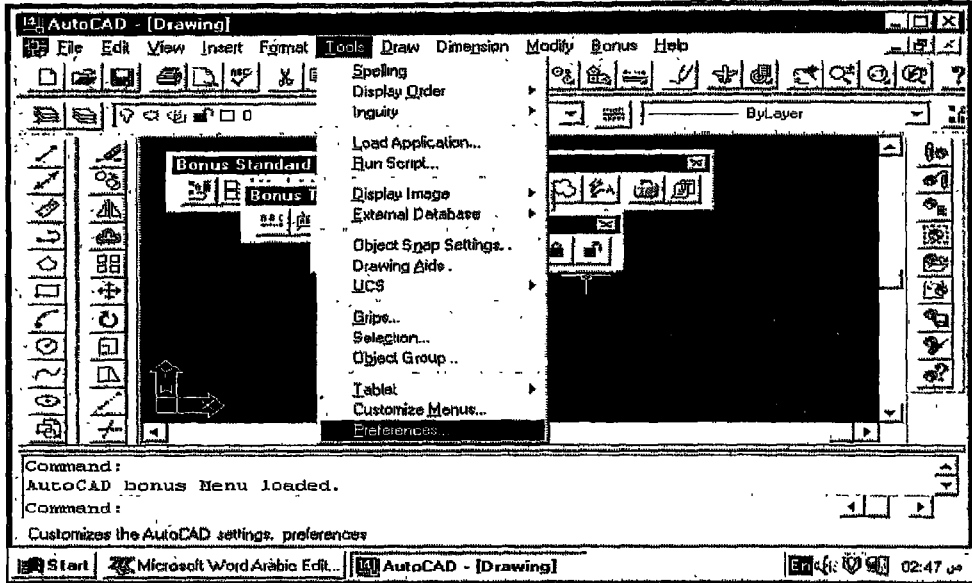 AutoCAD - [Drawing]
File Edit View Insert Format Tools Draw Dimension Modify Bonus Help
Spelling
Display Order
Inquiry
0
ByLayer
Load Application...
Run Script...
Bonus Standard
Bonus
Display Image
External Database
Object Snap Settings..
Drawing Aids.
UCS
Grips...
Selection...
Object Group..
Tablet
Customize Menus...
Preferences...
Command:
AutoCAD bonus Menu loaded.
Command:
Customizes the AutoCAD settings. preferences
Start Microsoft Word Arabic Edit... AutoCAD - [Drawing] En 02:47 ص